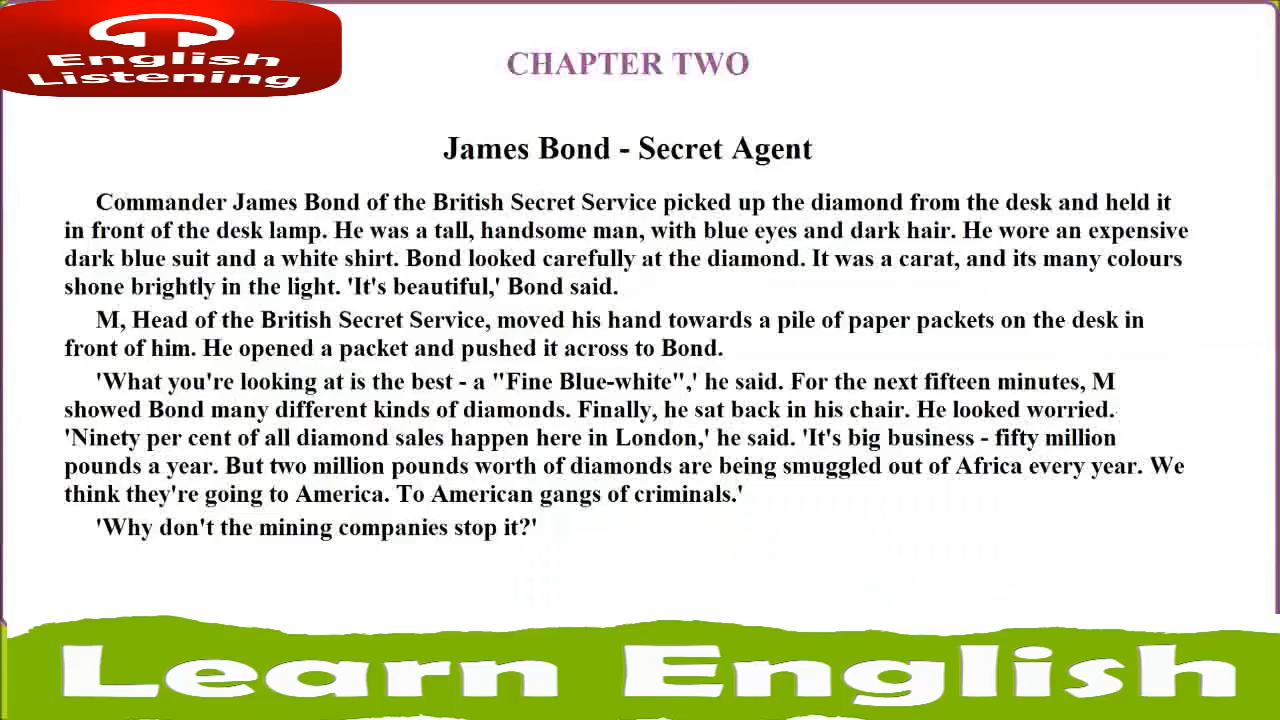 English
Listening
CHAPTER TWO
James Bond - Secret Agent
Commander James Bond of the British Secret Service picked up the diamond from the desk and held it
in front of the desk lamp. He was a tall, handsome man, with blue eyes and dark hair. He wore an expensive
dark blue suit and a white shirt. Bond looked carefully at the diamond. It was a carat, and its many colours
shone brightly in the light. 'It's beautiful,' Bond said.
M, Head of the British Secret Service, moved his hand towards a pile of paper packets on the desk in
front of him. He opened a packet and pushed it across to Bond.
'What you're looking at is the best - a "Fine Blue-white",' he said. For the next fifteen minutes, M
showed Bond many different kinds of diamonds. Finally, he sat back in his chair. He looked worried.
'Ninety per cent of all diamond sales happen here in London,' he said. 'It's big business - fifty million
pounds a year. But two million pounds worth of diamonds are being smuggled out of Africa every year. We
think they're going to America. To American gangs of criminals.'
'Why don't the mining companies stop it?'
Learn English